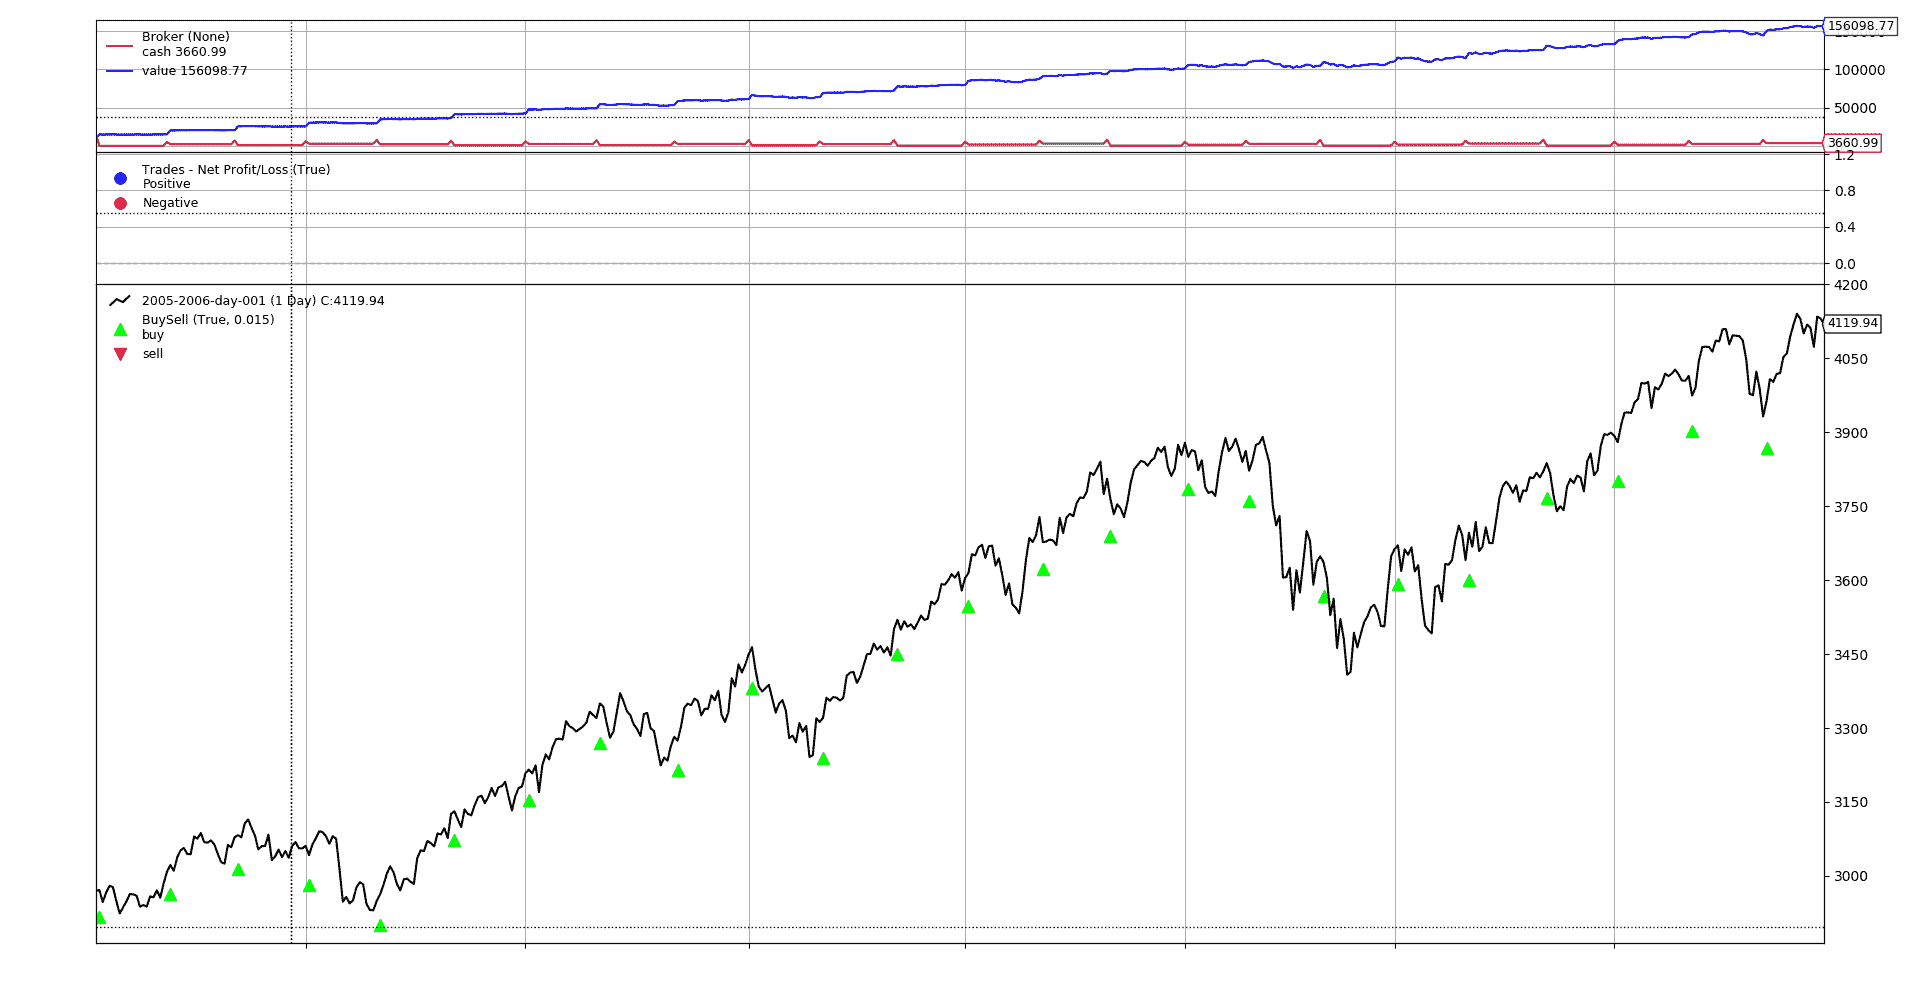 Broker (None)
cash 3660.99
value 156098.77
156098.77
100000
50000
3660.99
Trades - Net Profit/Loss (True)
Positive
Negative
1.2
0.8
0.4
0.0
2005-2006-day-001 (1 Day) C:4119.94
BuySell (True, 0.015)
buy
sell
4200
4119.94
4050
3900
3750
3600
3450
3300
3150
3000